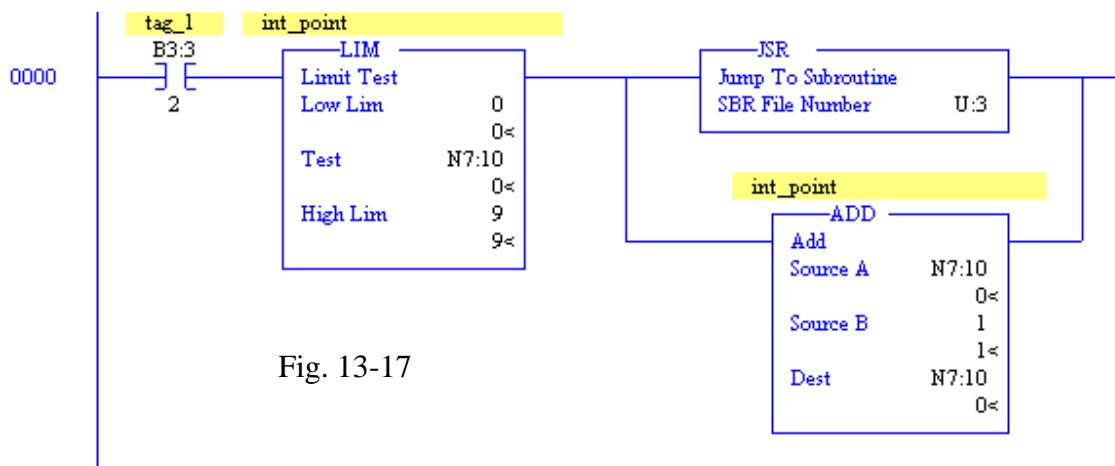 tag_1
B3:3
2
0000
int_point
LIM
Limit Test
Low Lim 0
0<
Test N7:10
0<
High Lim 9
9<
JSR
Jump To Subroutine
SBR File Number U:3
int_point
ADD
Add
Source A N7:10
0<
Source B 1
1<
Dest N7:10
0<
Fig. 13-17